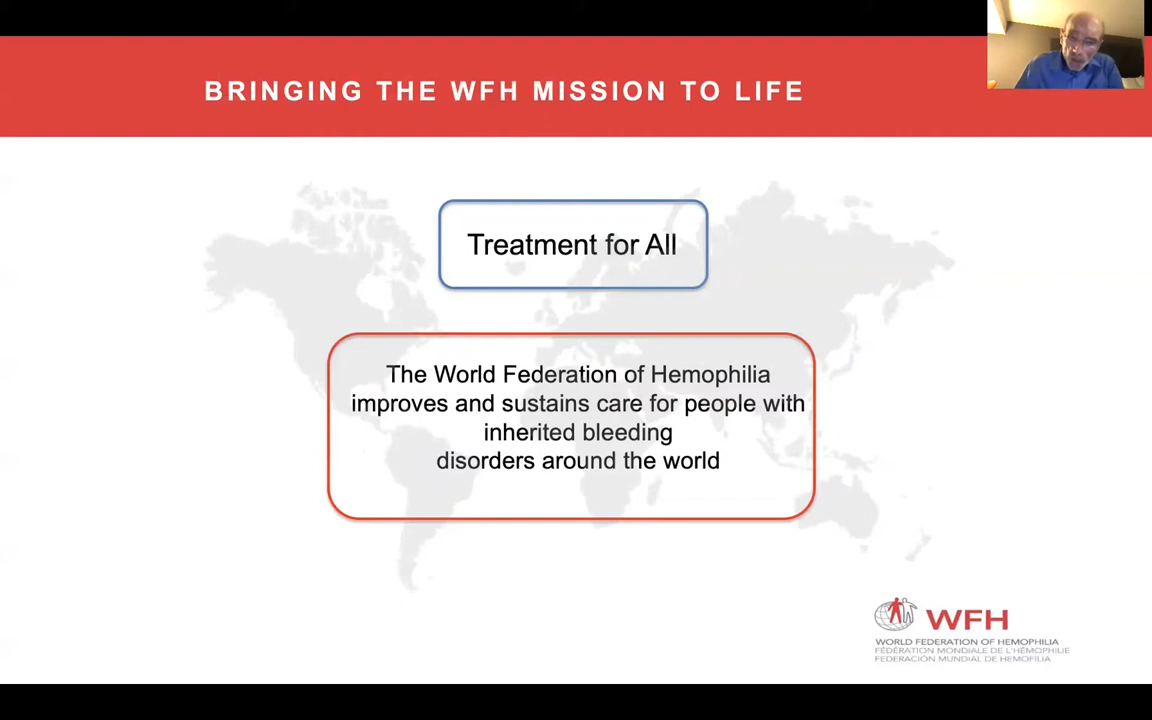 BRINGING THE WFH MISSION TO LIFE
Treatment for All
The World Federation of Hemophilia
improves and sustains care for people with
inherited bleeding
disorders around the world
WFH
WORLD FEDERATION OF HEMOPHILIA
FÉDÉRATION MONDIALE DE L'HÉMOPHILIE
FEDERACIÓN MUNDIAL DE HEMOFILIA